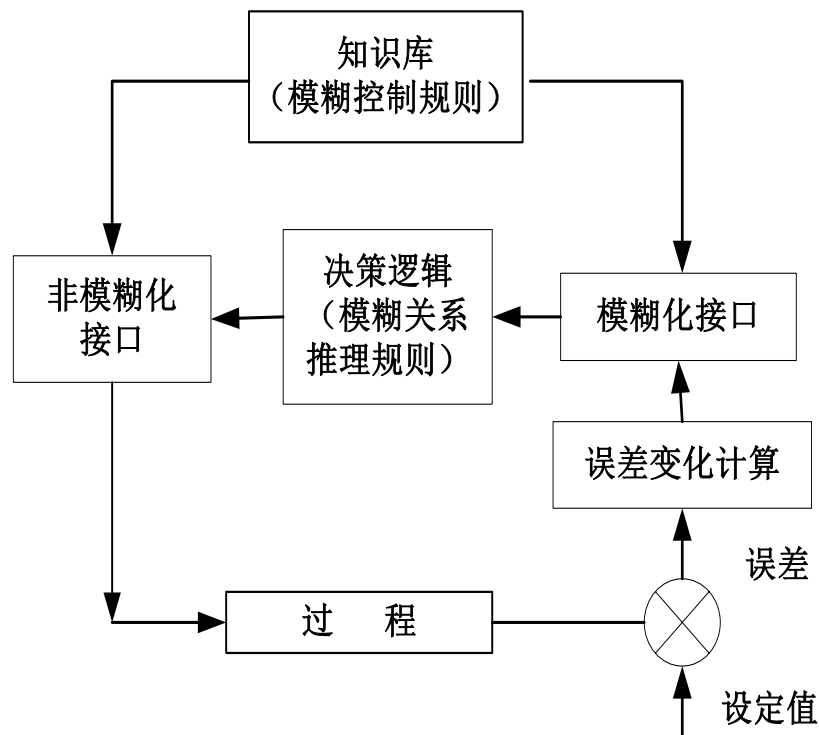 知识库
（模糊控制规则）
非模糊化
接口
决策逻辑
（模糊关系
推理规则）
模糊化接口
误差变化计算
误差
过 程
设定值